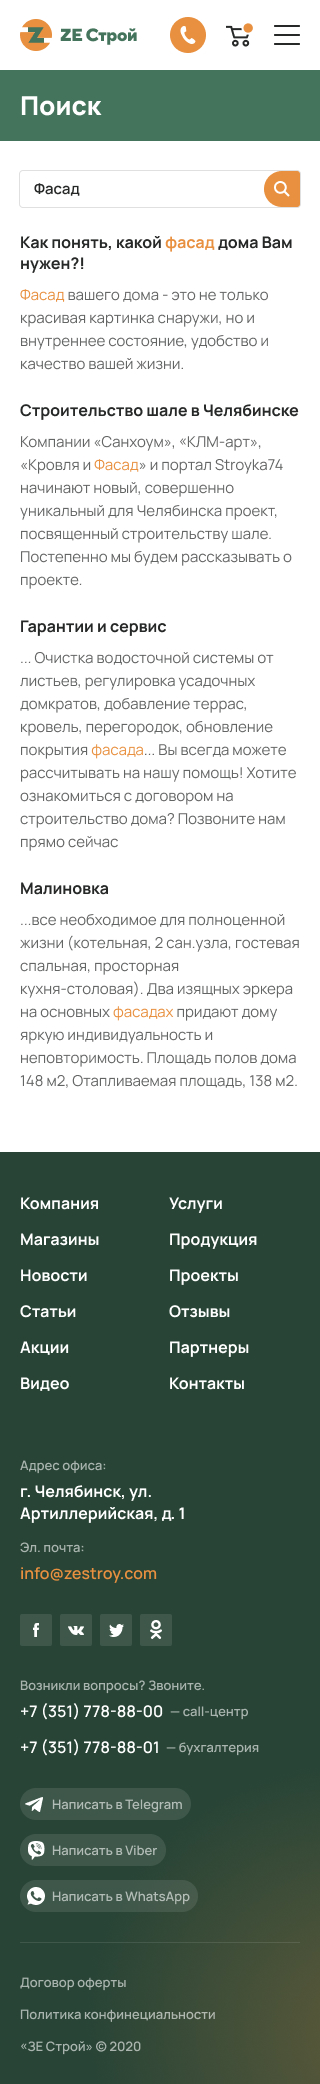 ZE Строй
Поиск
Фасад
Как понять, какой фасад дома Вам
нужен?!
Фасад вашего дома - это не только
красивая картинка снаружи, но и
внутреннее состояние, удобство и
качество вашей жизни.
Строительство шале в Челябинске
Компании «Санхоум», «КЛМ-арт»,
«Кровля и Фасад» и портал Stroyka74
начинают новый, совершенно
уникальный для Челябинска проект,
посвященный строительству шале.
Постепенно мы будем рассказывать о
проекте.
Гарантии и сервис
... Очистка водосточной системы от
листьев, регулировка усадочных
домкратов, добавление террас,
кровель, перегородок, обновление
покрытия фасада... Вы всегда можете
рассчитывать на нашу помощь! Хотите
ознакомиться с договором на
строительство дома? Позвоните нам
прямо сейчас
Малиновка
...все необходимое для полноценной
жизни (котельная, 2 сан.узла, гостевая
спальная, просторная
кухня-столовая). Два изящных эркера
на основных фасадах придают дому
яркую индивидуальность и
неповторимость. Площадь полов дома
148 м2, Отапливаемая площадь, 138 м2.
Компания
Услуги
Магазины
Продукция
Новости
Проекты
Статьи
Отзывы
Акции
Партнеры
Видео
Контакты
Адрес офиса:
г. Челябинск, ул.
Артиллерийская, д. 1
Эл. почта:
info@zestroy.com
Возникли вопросы? Звоните.
+7 (351) 778-88-00 — call-центр
+7 (351) 778-88-01 — бухгалтерия
Написать в Telegram
Написать в Viber
Написать в WhatsApp
Договор оферты
Политика конфинециальности
«ЗЕ Строй» © 2020